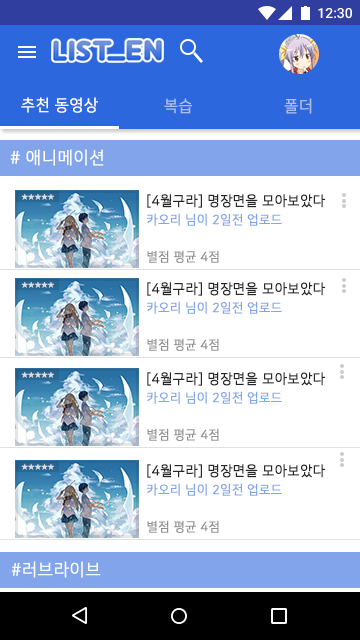 12:30
LIST_EN
추천 동영상
복습
폴더
# 애니메이션
[4월구라] 명장면을 모아보았다
카오리 님이 2일전 업로드
별점 평균 4점
[4월구라] 명장면을 모아보았다
카오리 님이 2일전 업로드
별점 평균 4점
[4월구라] 명장면을 모아보았다
카오리 님이 2일전 업로드
별점 평균 4점
[4월구라] 명장면을 모아보았다
카오리 님이 2일전 업로드
별점 평균 4점
#러브라이브